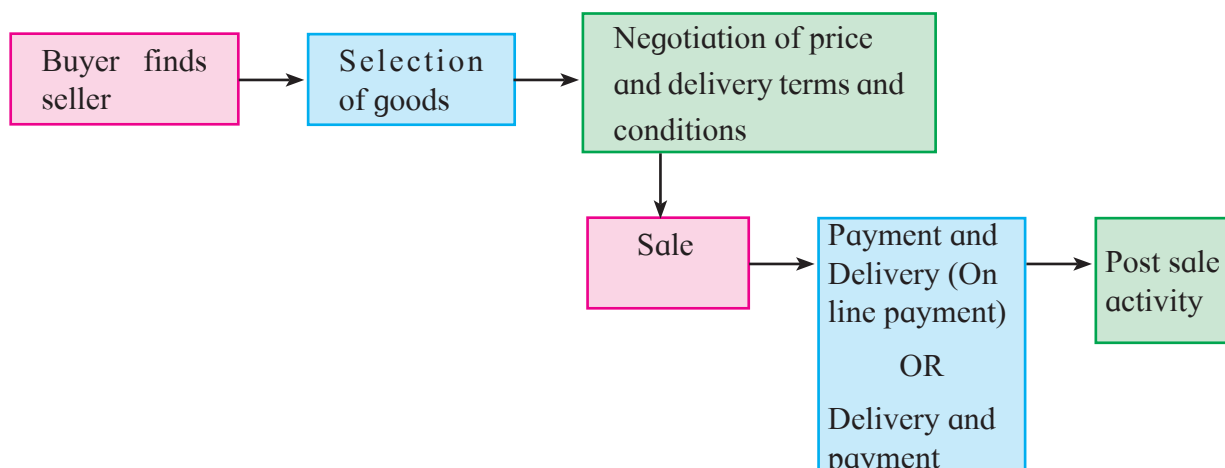 Buyer finds
seller
Selection
of goods
Negotiation of price
and delivery terms and
conditions
Sale
Payment and
Delivery (On
line payment)
OR
Delivery and
payment
Post sale
activity